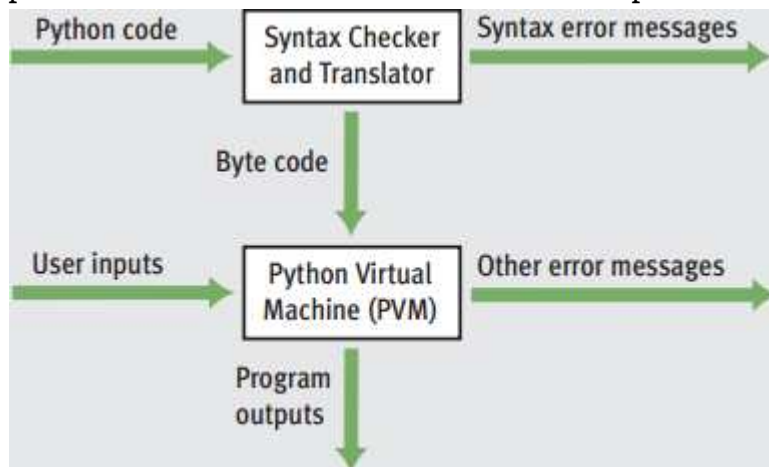 Python code
Syntax Checker
and Translator
Syntax error messages
Byte code
User inputs
Python Virtual
Machine (PVM)
Other error messages
Program
outputs